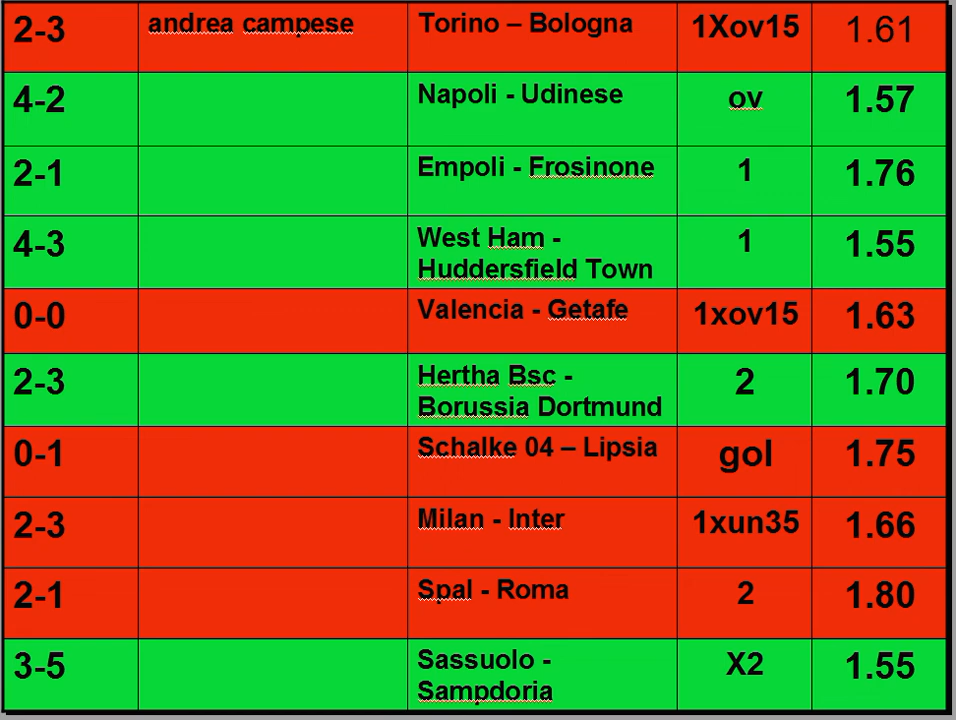 2-3 andrea campese Torino – Bologna 1Xov15 1.61
4-2 Napoli - Udinese ov 1.57
2-1 Empoli - Frosinone 1 1.76
4-3 West Ham - 1 1.55
Huddersfield Town
0-0 Valencia - Getafe 1xov15 1.63
2-3 Hertha Bsc - 2 1.70
Borussia Dortmund
0-1 Schalke 04 – Lipsia gol 1.75
2-3 Milan - Inter 1xun35 1.66
2-1 Spal - Roma 2 1.80
3-5 Sassuolo - X2 1.55
Sampdoria